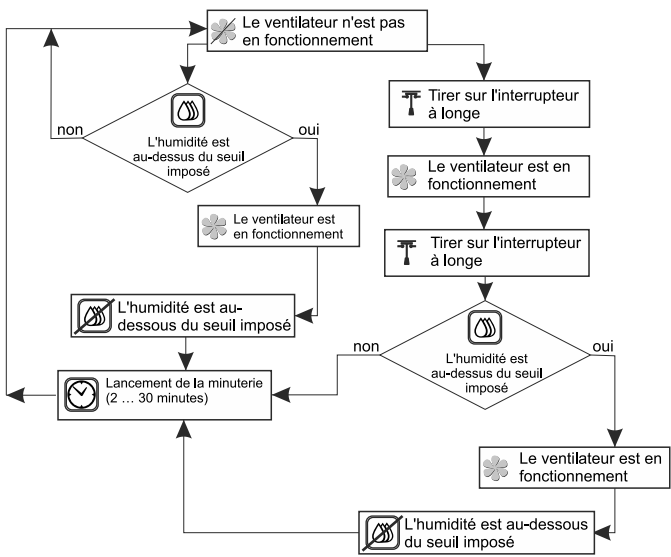 Le ventilateur n'est pas
en fonctionnement
non
L'humidité est
au-dessus du seuil
imposé
oui
Le ventilateur est
en fonctionnement
L'humidité est au-
dessous du seuil imposé
Lancement de la minuterie
(2 ... 30 minutes)
Tirer sur l'interrupteur
à longe
Le ventilateur est en
fonctionnement
Tirer sur l'interrupteur
à longe
non
L'humidité est
au-dessus du seuil
imposé
oui
Le ventilateur est en
fonctionnement
L'humidité est au-dessous
du seuil imposé